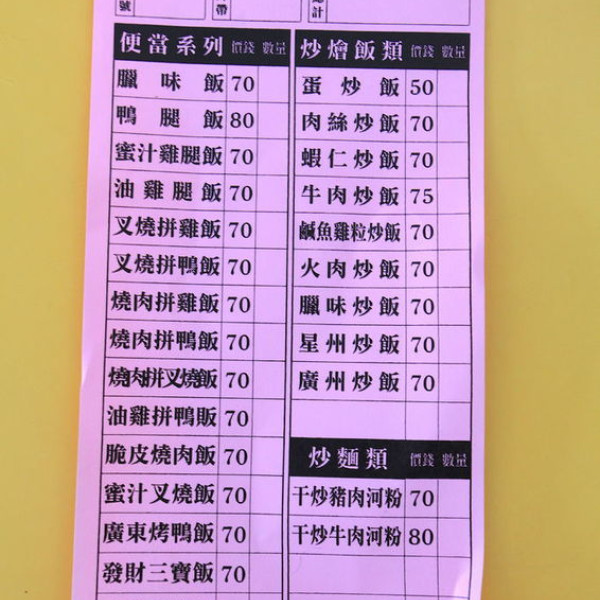 號
帶
計
便當系列 價錢 數量
臘味飯 70
鴨腿飯 80
蜜汁雞腿飯 70
油雞腿飯 70
叉燒拼雞飯 70
叉燒拼鴨飯 70
燒肉拼雞飯 70
燒肉拼鴨飯 70
燒肉拼叉燒飯 70
油雞拼鴨販 70
脆皮燒肉飯 70
蜜汁叉燒飯 70
廣東烤鴨飯 70
發財三寶飯 70
炒燴飯類 價錢 數量
蛋炒飯 50
肉絲炒飯 70
蝦仁炒飯 70
牛肉炒飯 75
鹹魚雞粒炒飯 70
火肉炒飯 70
臘味炒飯 70
星州炒飯 70
廣州炒飯 70
炒麵類 價錢 數量
干炒豬肉河粉 70
干炒牛肉河粉 80